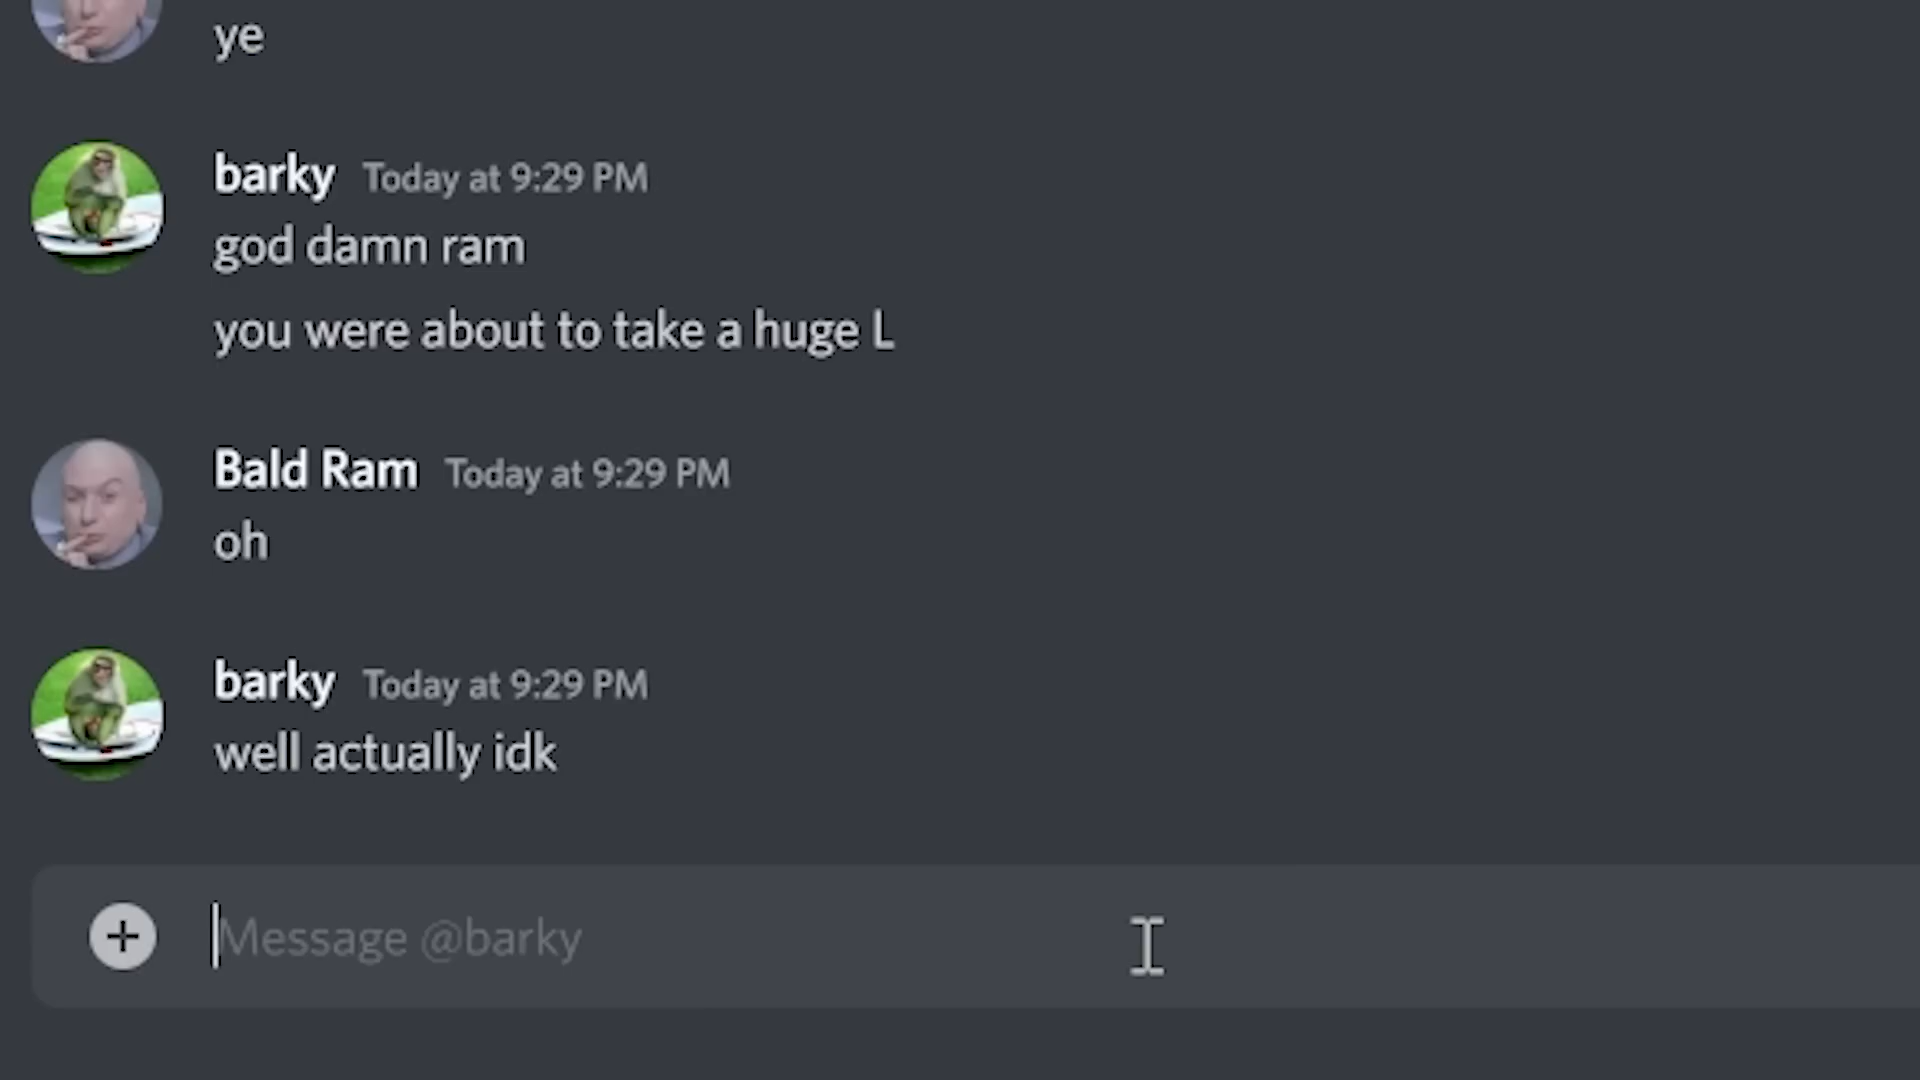 ye
barky Today at 9:29 PM
god damn ram
you were about to take a huge L
Bald Ram Today at 9:29 PM
oh
barky Today at 9:29 PM
well actually idk
Message @barky